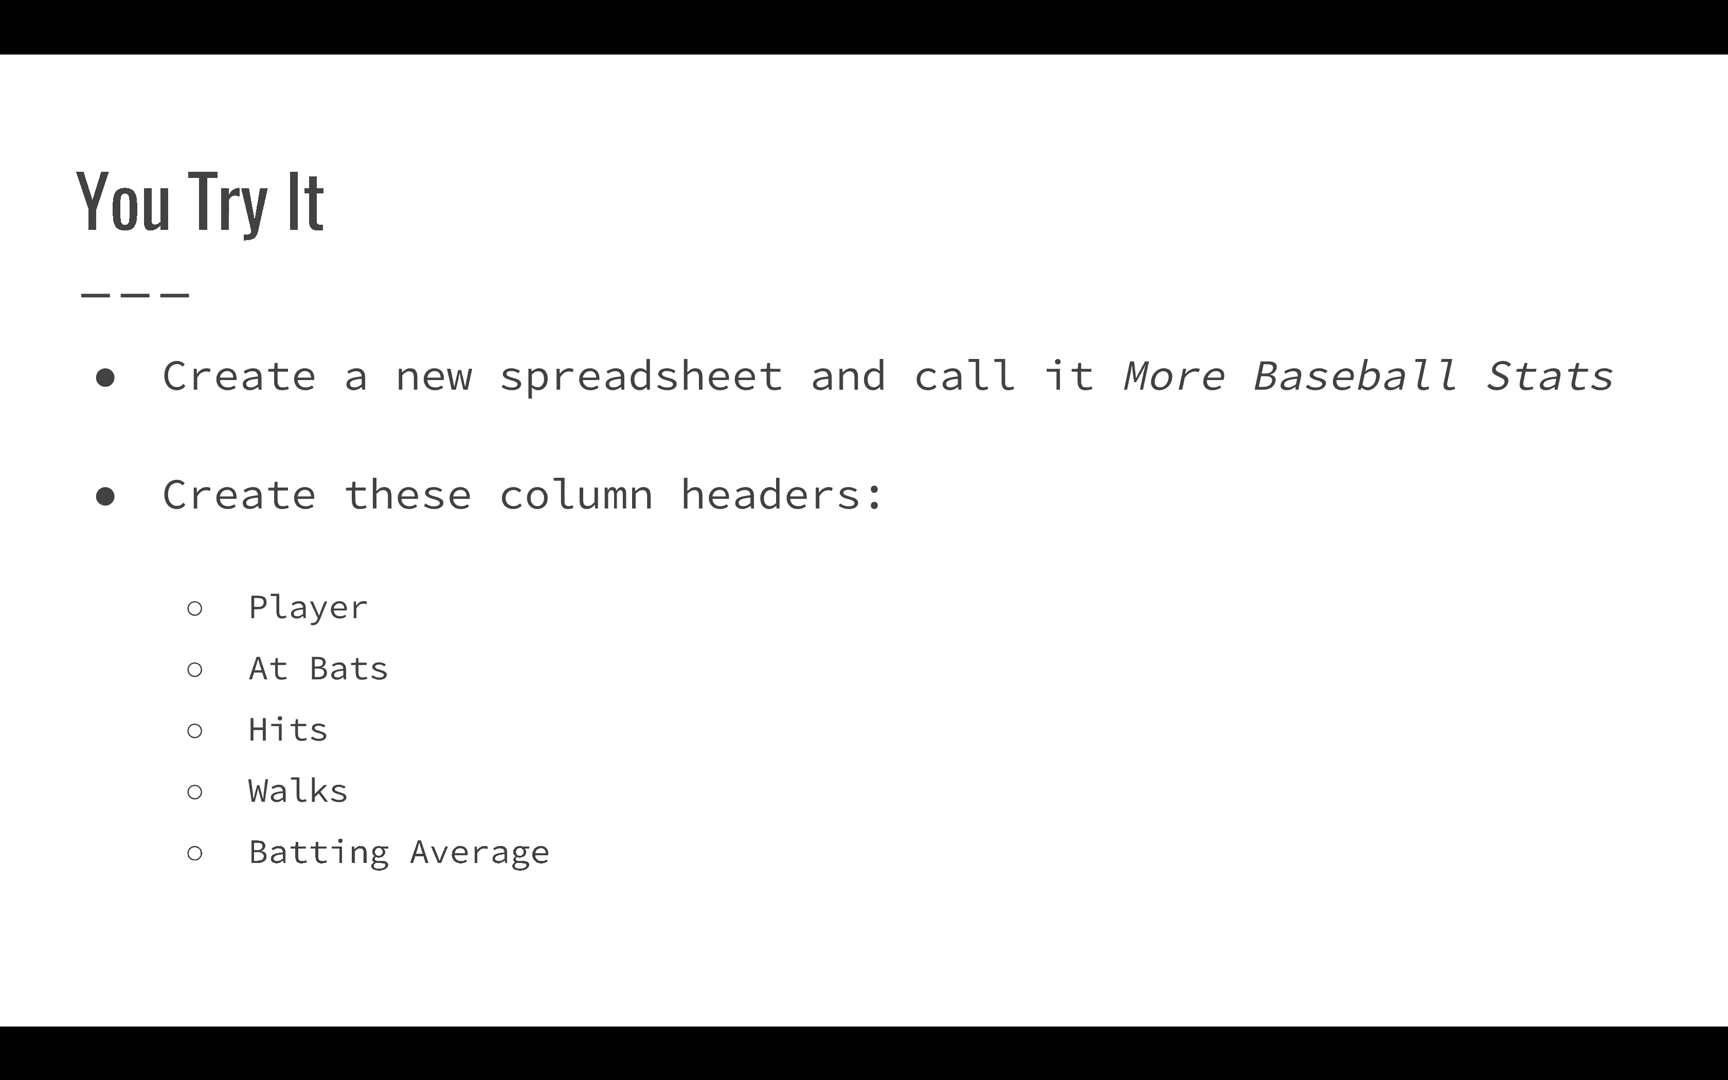 You Try It
● Create a new spreadsheet and call it More Baseball Stats
● Create these column headers:
○ Player
○ At Bats
○ Hits
○ Walks
○ Batting Average